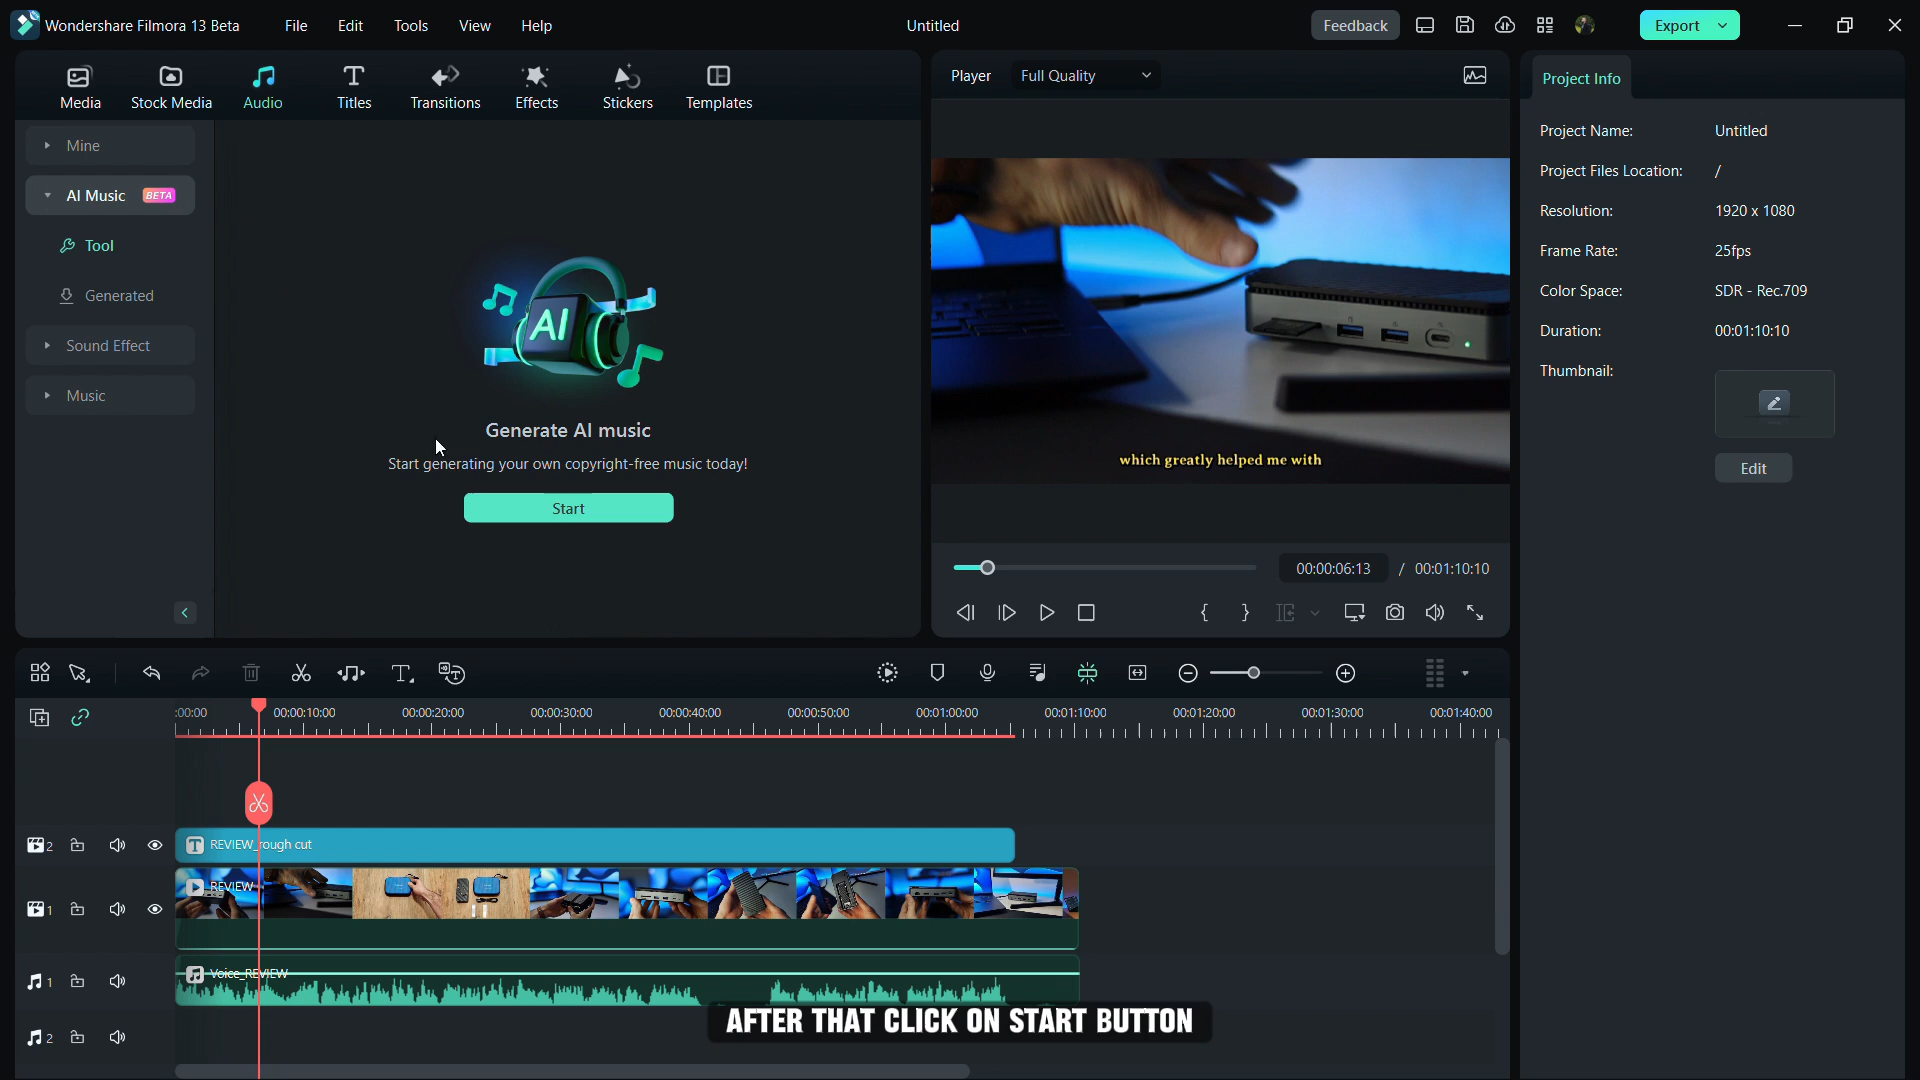 Wondershare Filmora 13 Beta
File
Edit
Tools
View
Help
Untitled
Feedback
Export
Media
Stock Media
Audio
Titles
Transitions
Effects
Stickers
Templates
Player
Full Quality
Project Info
Mine
AI Music BETA
Tool
Generated
Sound Effect
Music
AI
Generate AI music
Start generating your own copyright-free music today!
Start
which greatly helped me with
00:00:06:13 / 00:01:10:10
Project Name: Untitled
Project Files Location: /
Resolution: 1920 x 1080
Frame Rate: 25fps
Color Space: SDR - Rec.709
Duration: 00:01:10:10
Thumbnail:
Edit
:00:00 00:00:10:00 00:00:20:00 00:00:30:00 00:00:40:00 00:00:50:00 00:01:00:00 00:01:10:00 00:01:20:00 00:01:30:00 00:01:40:00
2
REVIEW_rough cut
1
REVIEW
1
Voice_REVIEW
2
AFTER THAT CLICK ON START BUTTON